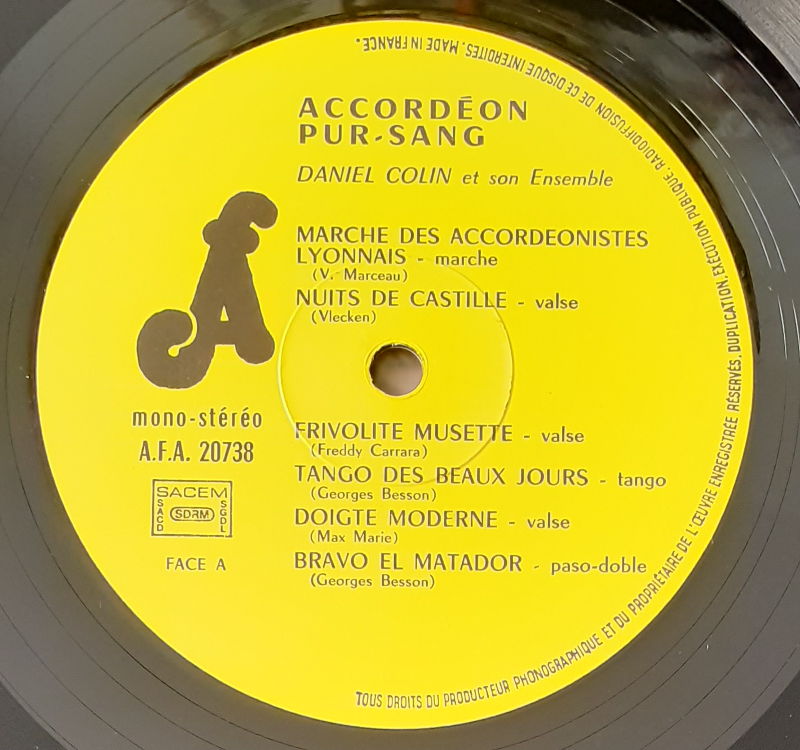 ACCORDÉON
PUR-SANG
DANIEL COLIN et son Ensemble
MARCHE DES ACCORDEONISTES
LYONNAIS - marche
(V. Marceau)
NUITS DE CASTILLE - valse
(Vlecken)
FRIVOLITE MUSETTE - valse
(Freddy Carrara)
TANGO DES BEAUX JOURS - tango
(Georges Besson)
DOIGTE MODERNE - valse
(Max Marie)
BRAVO EL MATADOR - paso-doble
(Georges Besson)
A
mono-stéréo
A.F.A. 20738
SACEM
SACD
SDRM
SGDL
FACE A
TOUS DROITS DU PRODUCTEUR PHONOGRAPHIQUE ET DU PROPRIÉTAIRE DE L'ŒUVRE ENREGISTRÉE RÉSERVÉS. DUPLICATION, EXÉCUTION PUBLIQUE, RADIODIFFUSION DE CE DISQUE INTERDITES. MADE IN FRANCE.